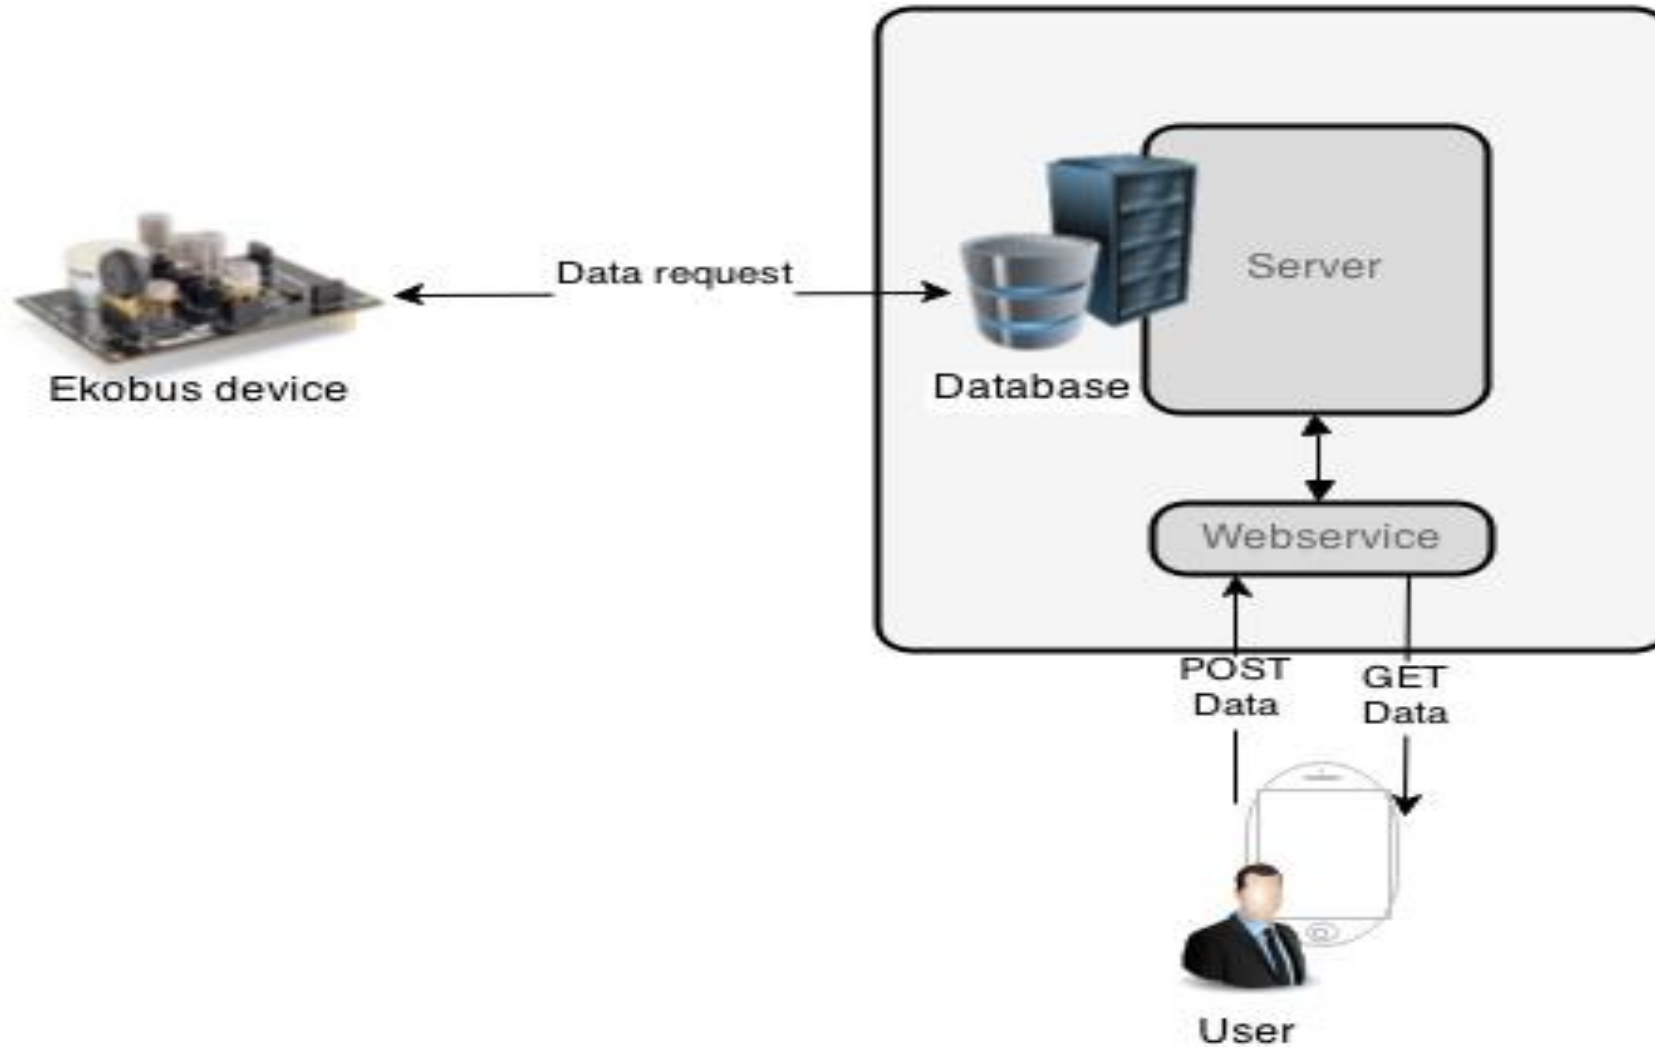 Server
Data request
Ekobus device
Database
Webservice
POST
Data
GET
Data
User